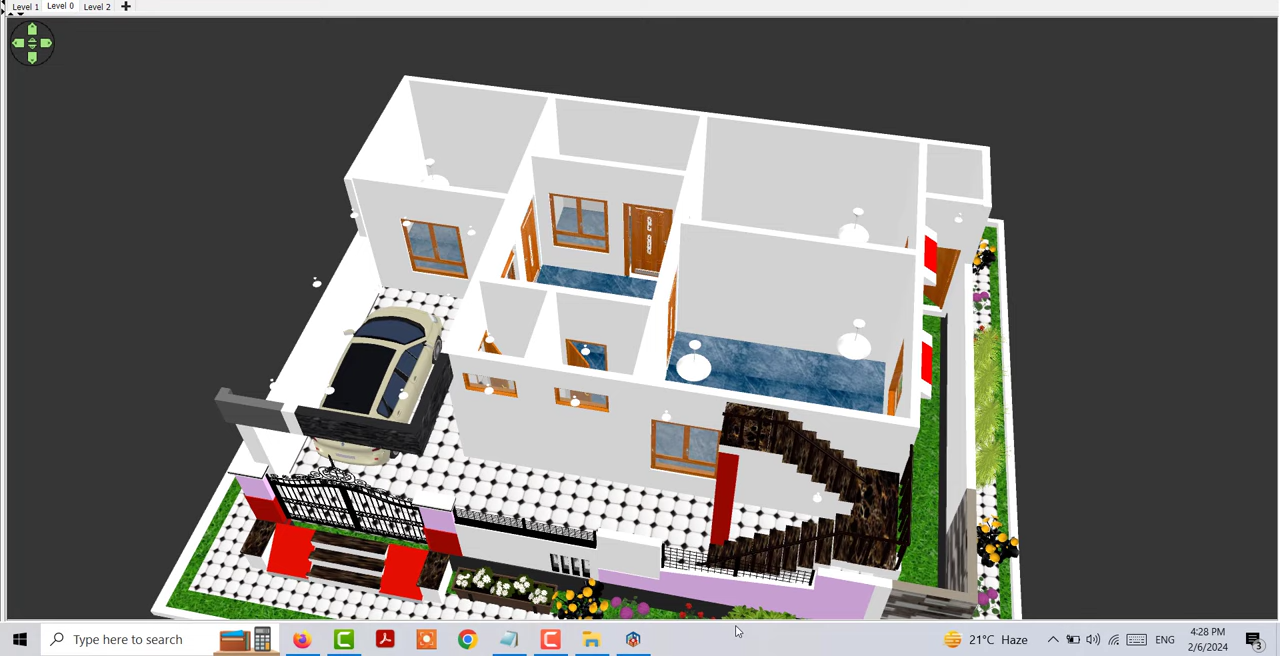 Level 1 Level 0 Level 2
Type here to search
21°C Haze
ENG
4:28 PM
2/6/2024
3